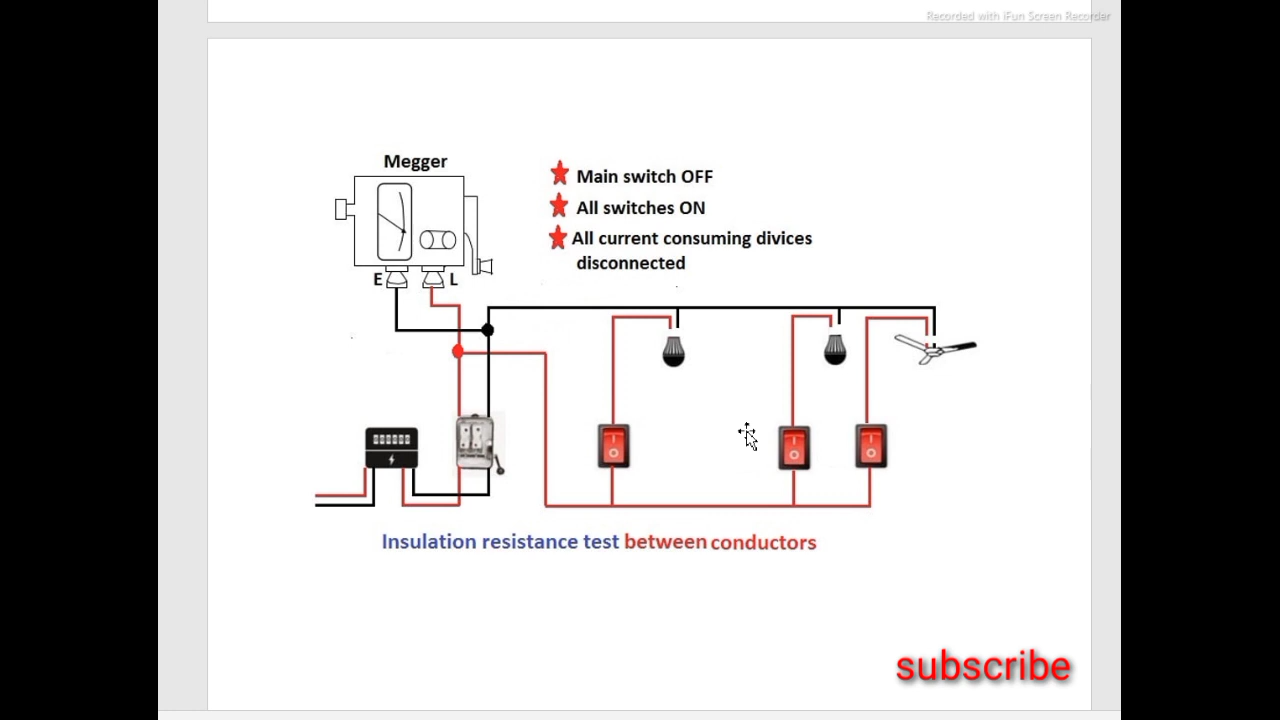 Recorded with iFun Screen Recorder
Megger
Main switch OFF
All switches ON
All current consuming divices
disconnected
E L
Insulation resistance test between conductors
subscribe